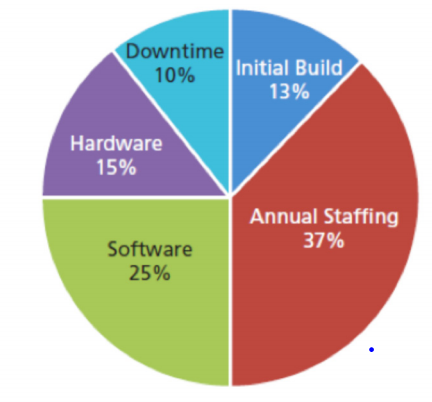 Downtime
10%
Initial Build
13%
Hardware
15%
Annual Staffing
37%
Software
25%